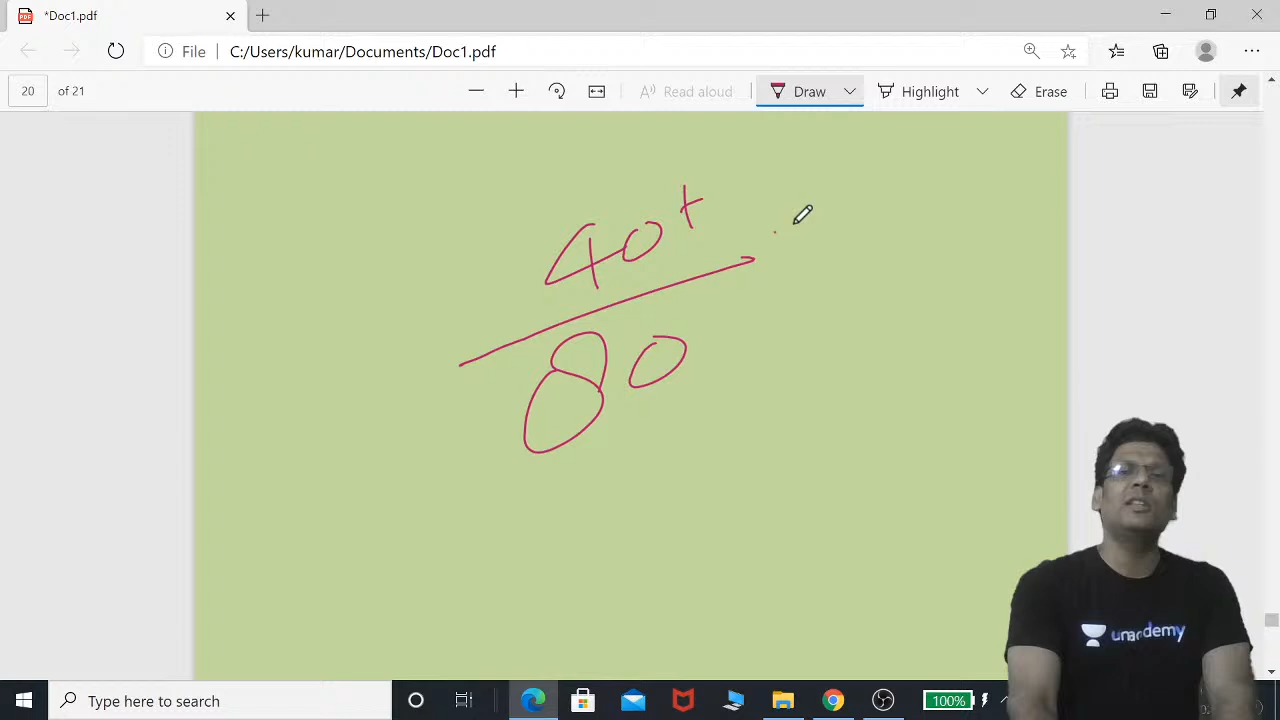 *Doc1.pdf
File C:/Users/kumar/Documents/Doc1.pdf
20 of 21 Read aloud Draw Highlight Erase
40+
80
unacademy
Type here to search
100%